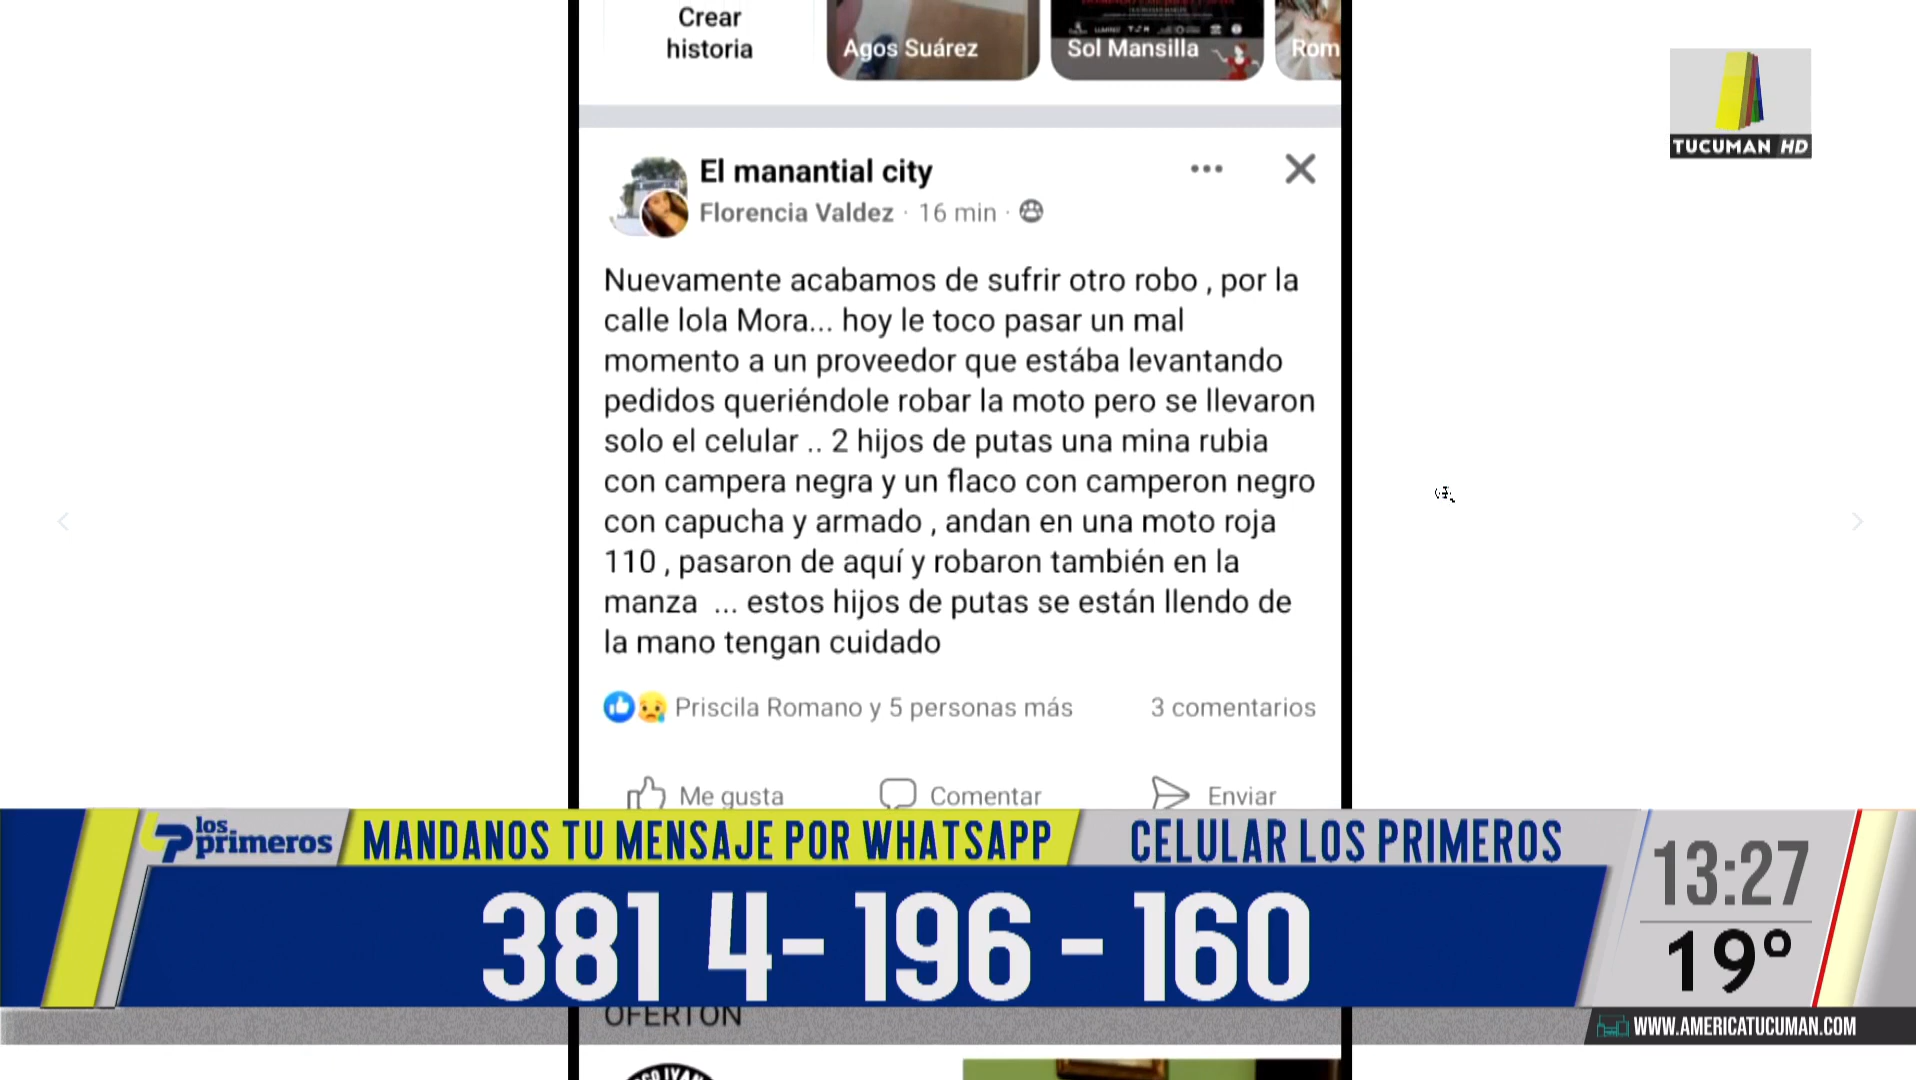 Crear
historia
Agos Suárez
Sol Mansilla
Rom
TUCUMAN HD
El manantial city
Florencia Valdez · 16 min ·
Nuevamente acabamos de sufrir otro robo , por la
calle lola Mora... hoy le toco pasar un mal
momento a un proveedor que estába levantando
pedidos queriéndole robar la moto pero se llevaron
solo el celular .. 2 hijos de putas una mina rubia
con campera negra y un flaco con camperon negro
con capucha y armado , andan en una moto roja
110 , pasaron de aquí y robaron también en la
manza ... estos hijos de putas se están llendo de
la mano tengan cuidado
Priscila Romano y 5 personas más
3 comentarios
Me gusta
Comentar
Enviar
los primeros
MANDANOS TU MENSAJE POR WHATSAPP
CELULAR LOS PRIMEROS
381 4- 196 - 160
13:27
19°
OFERTON
WWW.AMERICATUCUMAN.COM